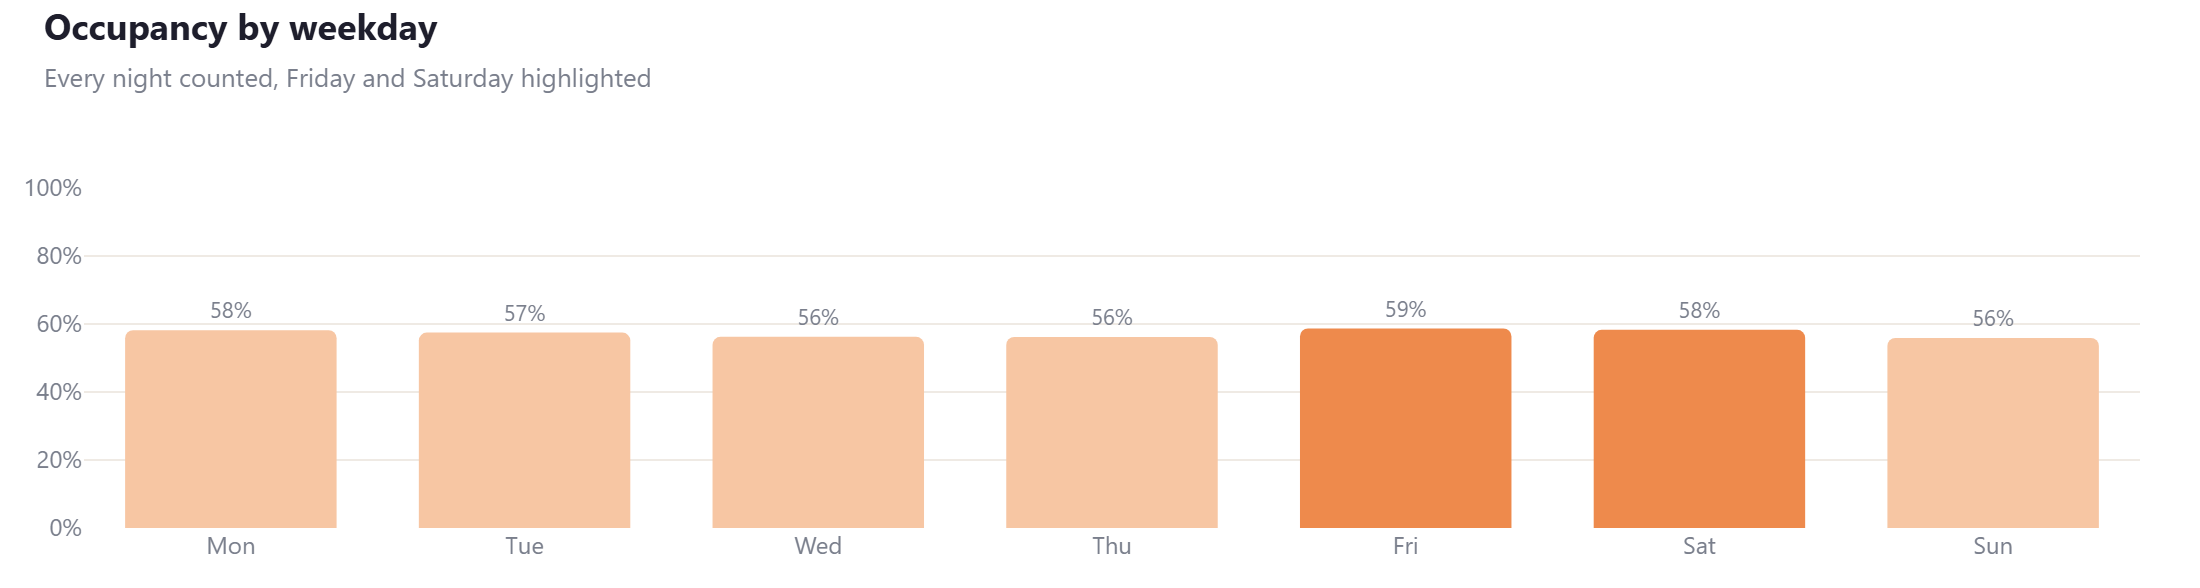 Occupancy by weekday
Every night counted, Friday and Saturday highlighted
100%
80%
60%
40%
20%
0%
58%
57%
56%
56%
59%
58%
56%
Mon
Tue
Wed
Thu
Fri
Sat
Sun